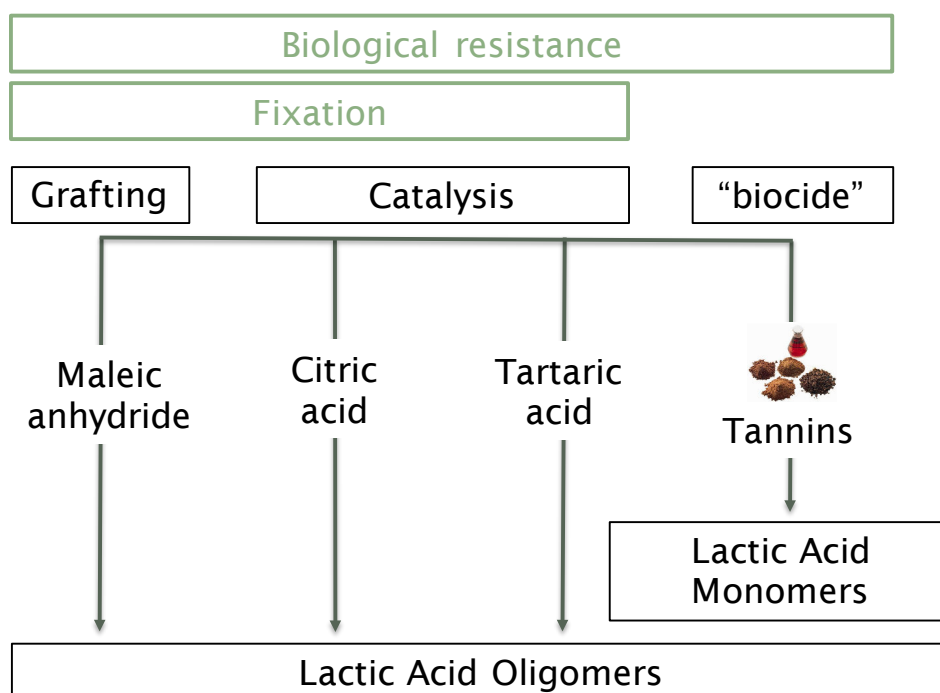 Biological resistance
Fixation
Grafting
Catalysis
“biocide”
Maleic
anhydride
Citric
acid
Tartaric
acid
Tannins
Lactic Acid
Monomers
Lactic Acid Oligomers